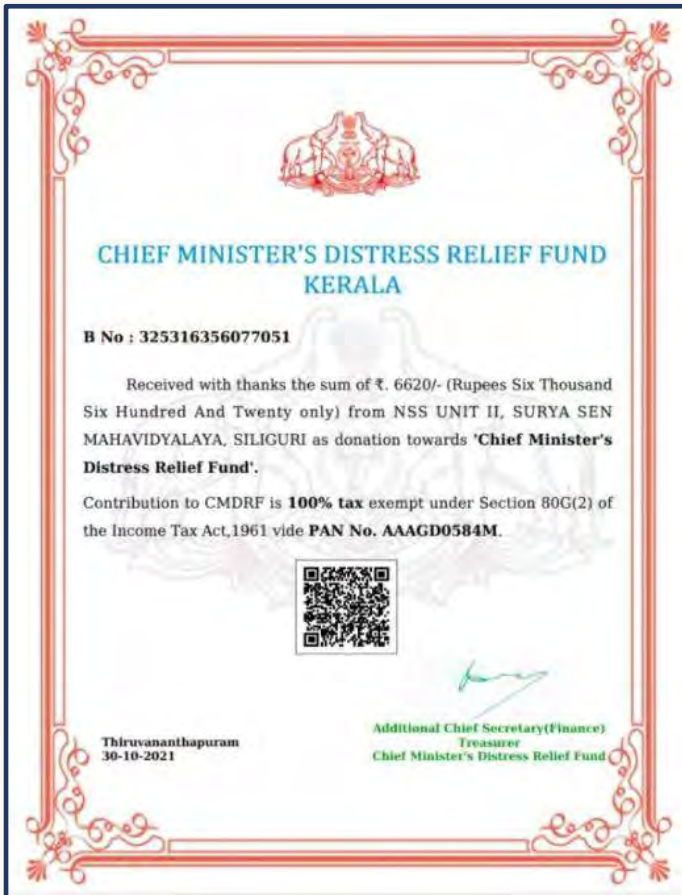 CHIEF MINISTER'S DISTRESS RELIEF FUND
KERALA
B No : 325316356077051
Received with thanks the sum of ₹. 6620/- (Rupees Six Thousand
Six Hundred And Twenty only) from NSS UNIT II, SURYA SEN
MAHAVIDYALAYA, SILIGURI as donation towards 'Chief Minister's
Distress Relief Fund'.
Contribution to CMDRF is 100% tax exempt under Section 80G(2) of
the Income Tax Act,1961 vide PAN No. AAAGD0584M.
Thiruvananthapuram
30-10-2021
Additional Chief Secretary(Finance)
Treasurer
Chief Minister's Distress Relief Fund